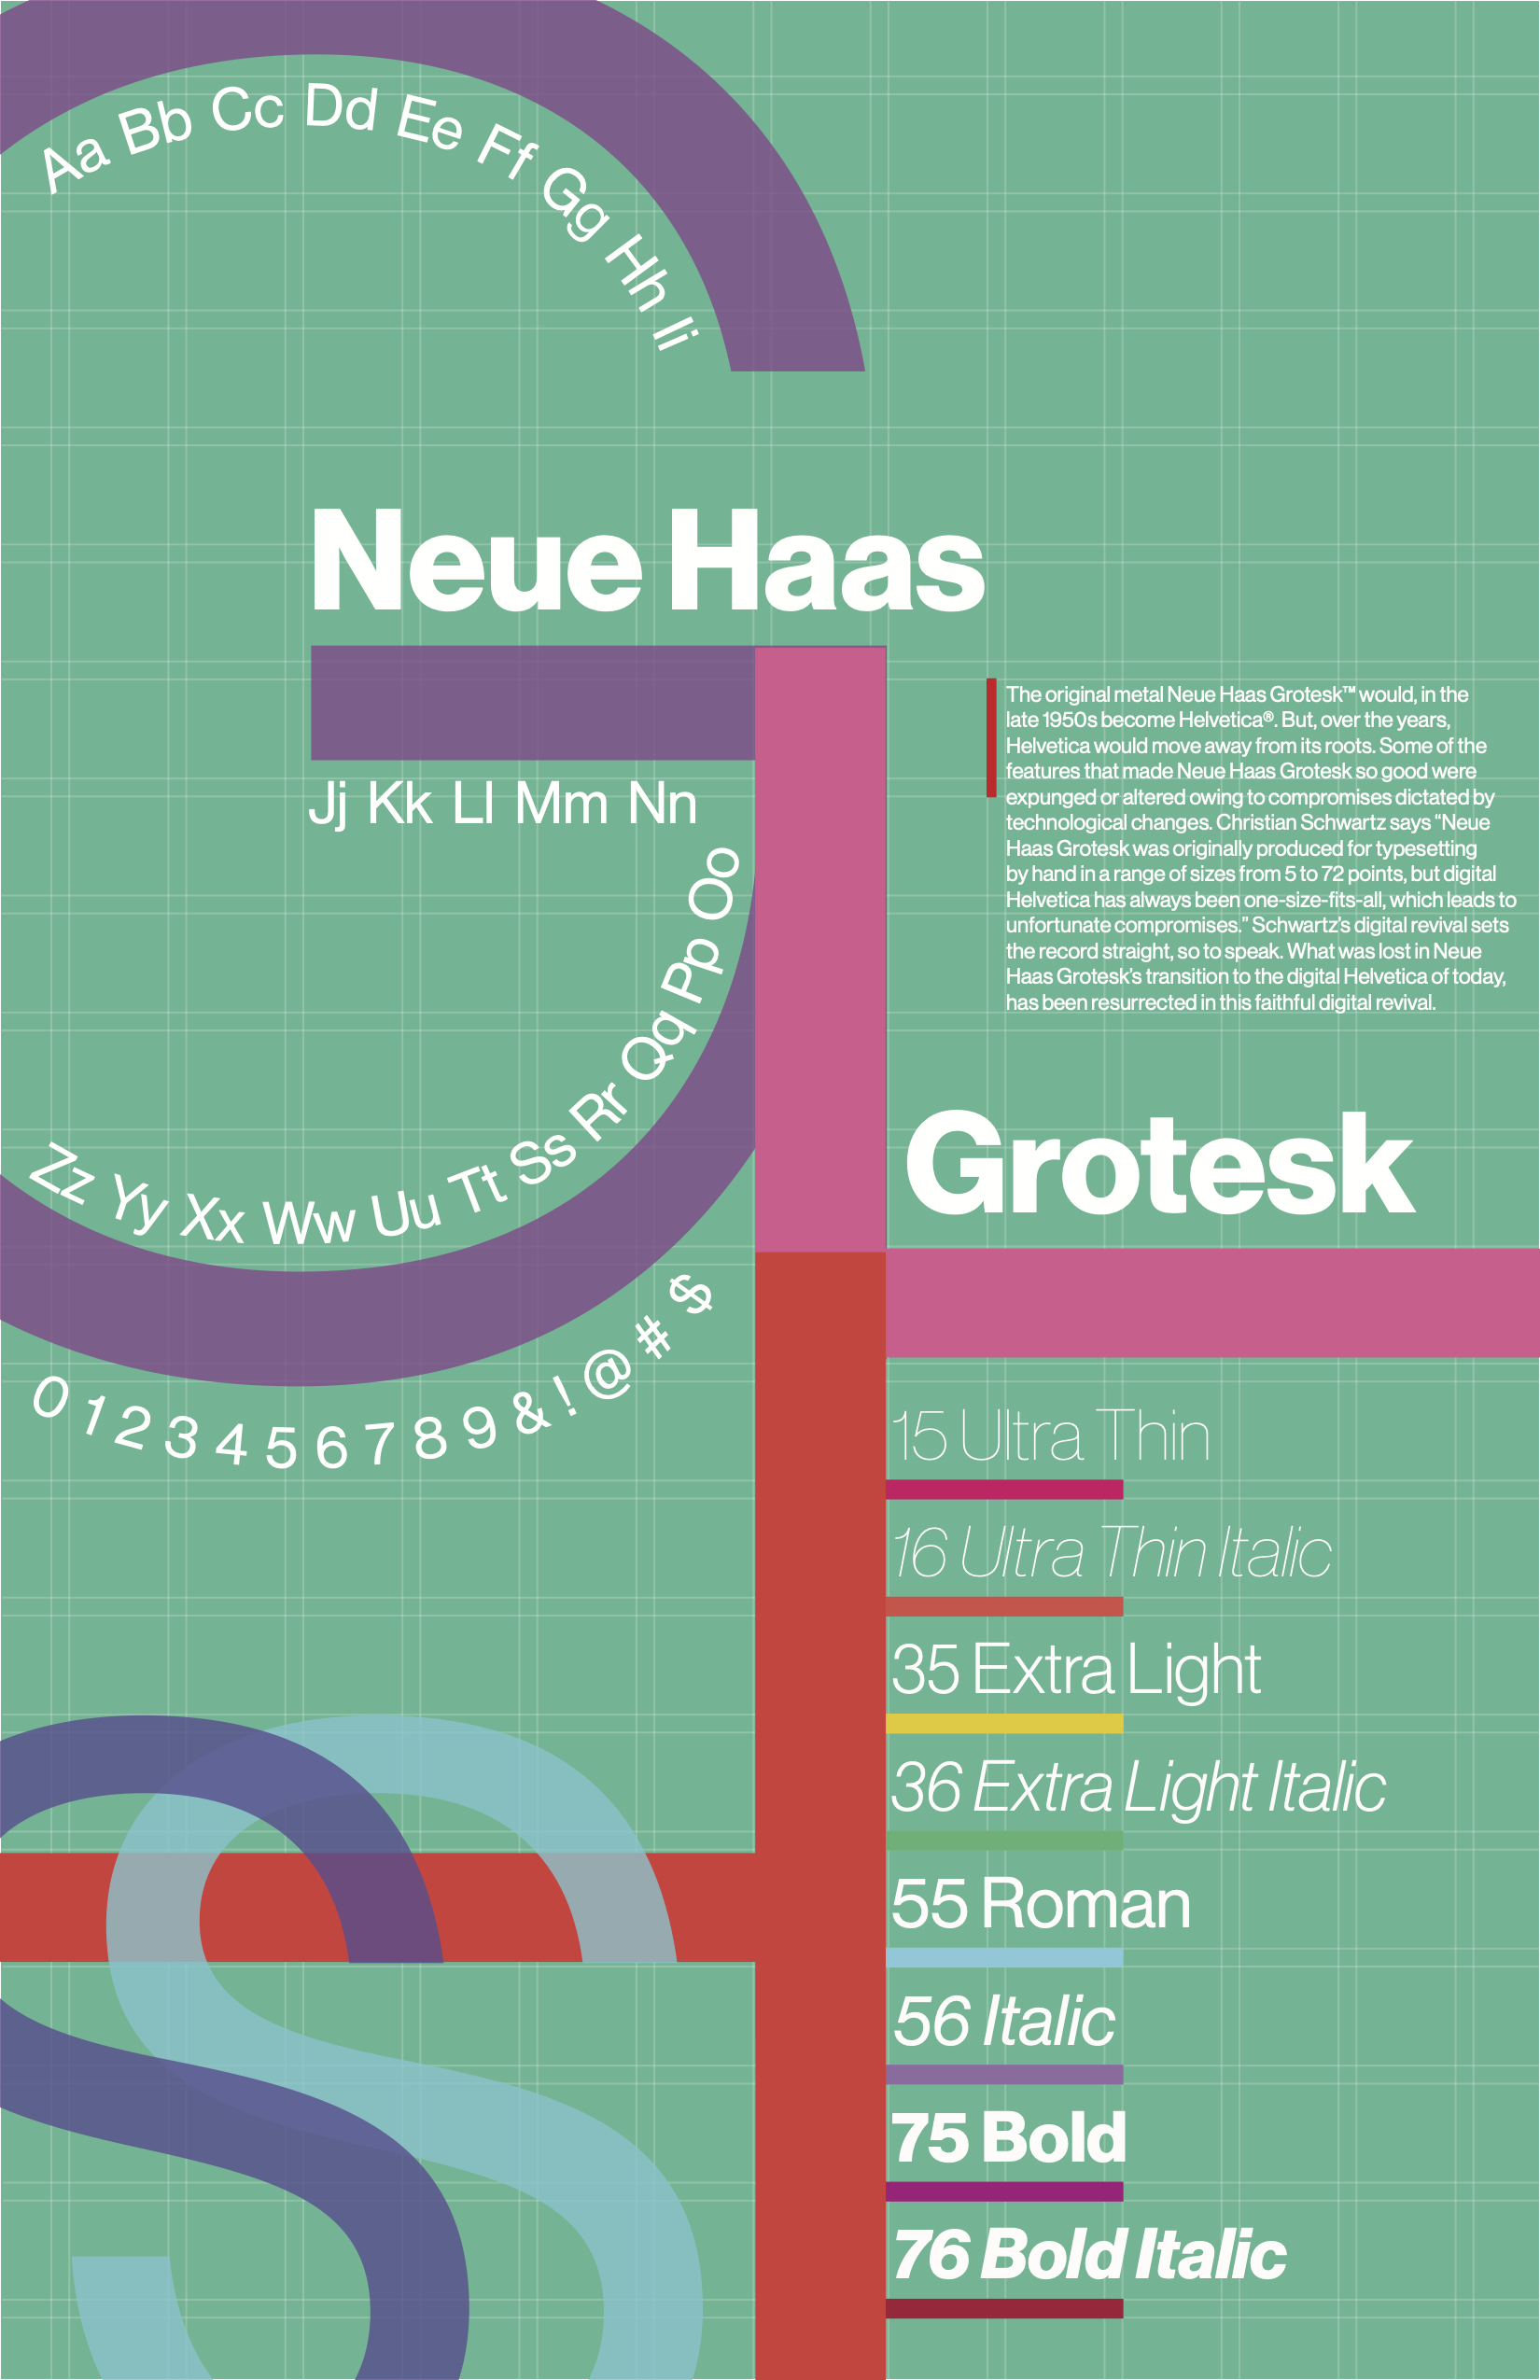 Aa Bb Cc Dd Ee Ff Gg Hh Ii
Neue Haas
Jj Kk Ll Mm Nn
Zz Yy Xx Ww Uu Tt Ss Rr Qq Pp Oo
0 1 2 3 4 5 6 7 8 9 & ! @ # $
The original metal Neue Haas Grotesk™ would, in the
late 1950s become Helvetica®. But, over the years,
Helvetica would move away from its roots. Some of the
features that made Neue Haas Grotesk so good were
expunged or altered owing to compromises dictated by
technological changes. Christian Schwartz says “Neue
Haas Grotesk was originally produced for typesetting
by hand in a range of sizes from 5 to 72 points, but digital
Helvetica has always been one-size-fits-all, which leads to
unfortunate compromises.” Schwartz’s digital revival sets
the record straight, so to speak. What was lost in Neue
Haas Grotesk’s transition to the digital Helvetica of today,
has been resurrected in this faithful digital revival.
Grotesk
15 Ultra Thin
16 Ultra Thin Italic
35 Extra Light
36 Extra Light Italic
55 Roman
56 Italic
75 Bold
76 Bold Italic